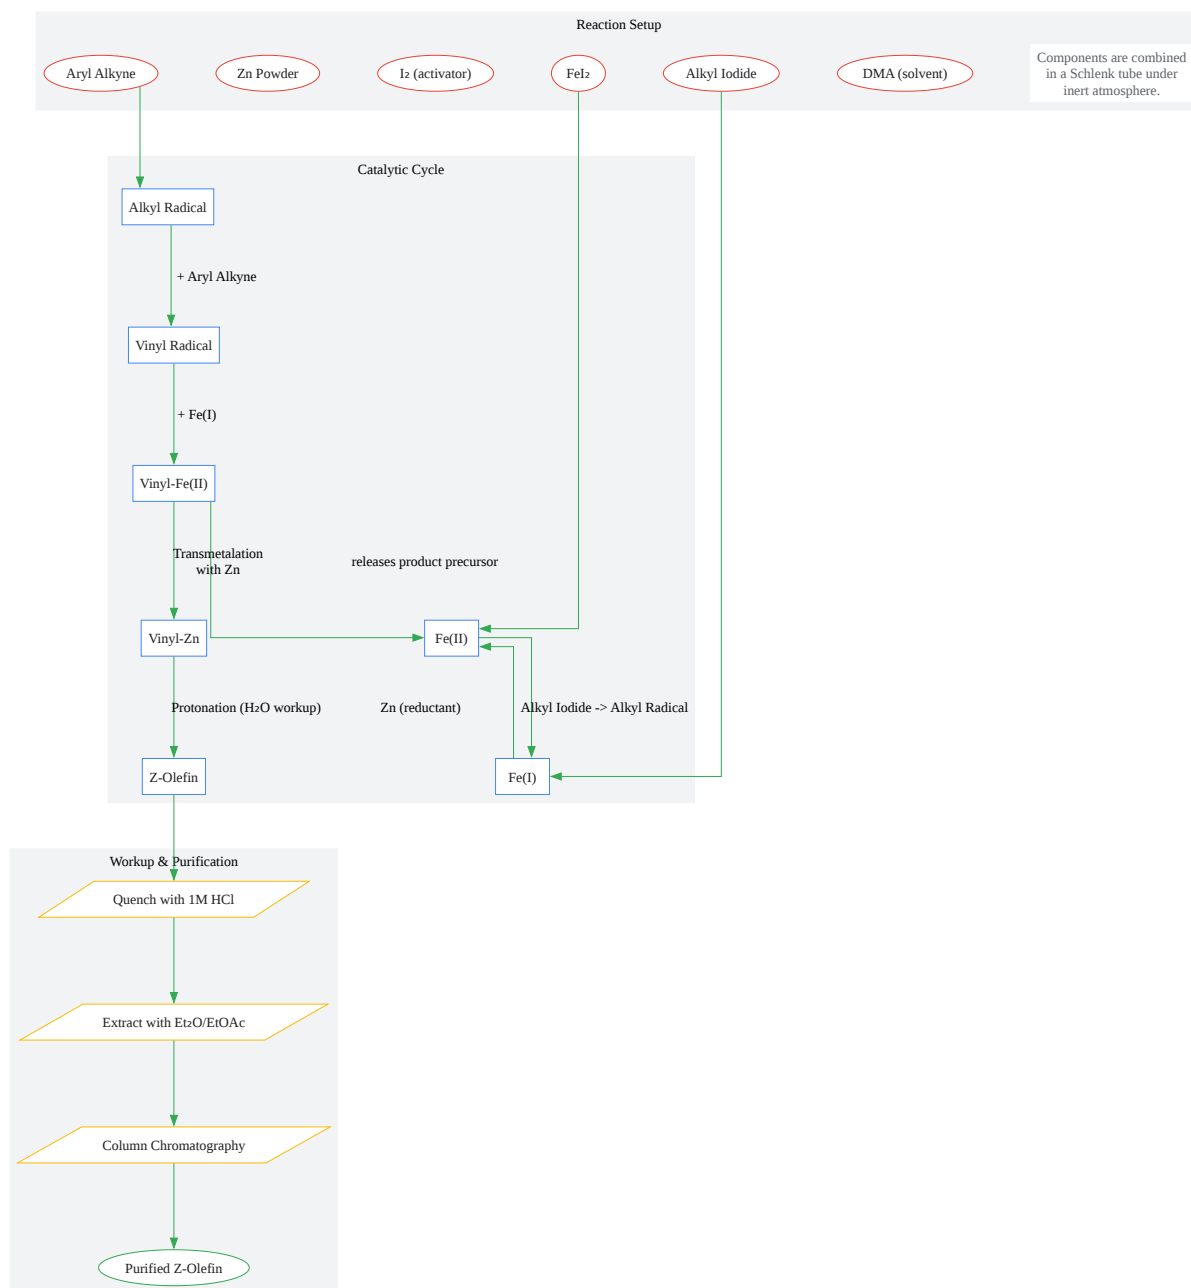 Reaction Setup
Aryl Alkyne
Zn Powder
I₂ (activator)
FeI₂
Alkyl Iodide
DMA (solvent)
Components are combined
in a Schlenk tube under
inert atmosphere.
Catalytic Cycle
Alkyl Radical
+ Aryl Alkyne
Vinyl Radical
+ Fe(I)
Vinyl-Fe(II)
Transmetalation
with Zn
releases product precursor
Vinyl-Zn
Fe(II)
Protonation (H₂O workup)
Zn (reductant)
Alkyl Iodide -> Alkyl Radical
Z-Olefin
Fe(I)
Workup & Purification
Quench with 1M HCl
Extract with Et₂O/EtOAc
Column Chromatography
Purified Z-Olefin